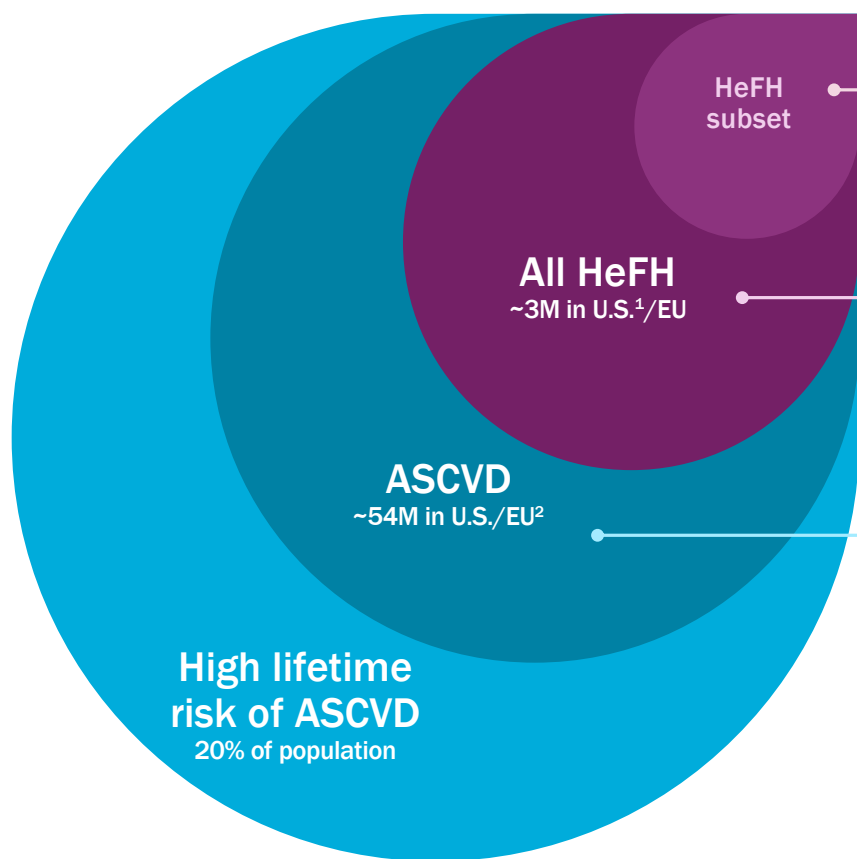 HeFH
subset
All HeFH
~3M in U.S.¹/EU
ASCVD
~54M in U.S./EU²
High lifetime
risk of ASCVD
20% of population